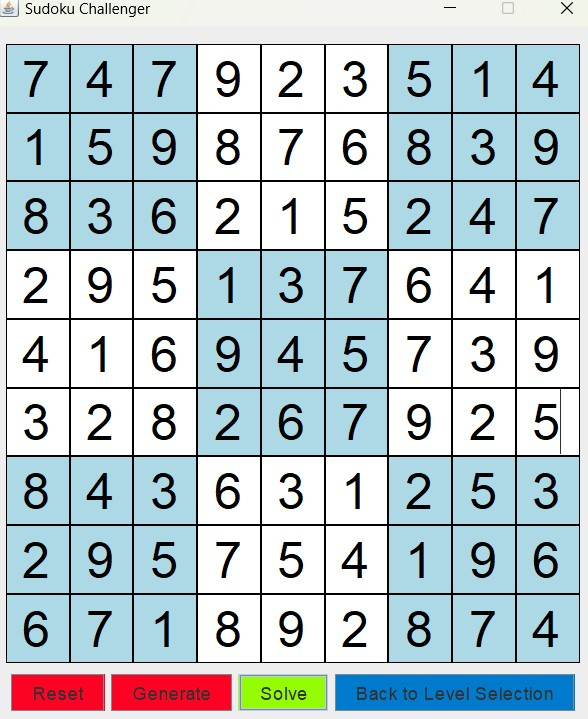 Sudoku Challenger
7 4 7 9 2 3 5 1 4
1 5 9 8 7 6 8 3 9
8 3 6 2 1 5 2 4 7
2 9 5 1 3 7 6 4 1
4 1 6 9 4 5 7 3 9
3 2 8 2 6 7 9 2 5
8 4 3 6 3 1 2 5 3
2 9 5 7 5 4 1 9 6
6 7 1 8 9 2 8 7 4
Reset Generate Solve Back to Level Selection